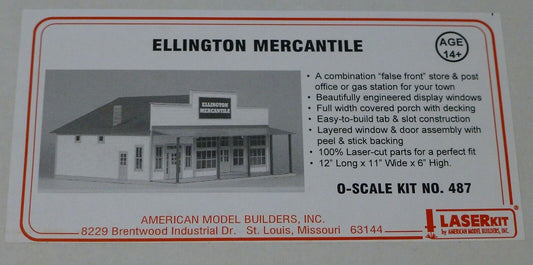 ELLINGTON MERCANTILE
AGE
14+
ELLINGTON
MERCANTILE
• A combination "false front" store & post
office or gas station for your town
• Beautifully engineered display windows
• Full width covered porch with decking
• Easy-to-build tab & slot construction
• Layered window & door assembly with
peel & stick backing
• 100% Laser-cut parts for a perfect fit
• 12" Long x 11" Wide x 6" High.
O-SCALE KIT NO. 487
AMERICAN MODEL BUILDERS, INC.
8229 Brentwood Industrial Dr. St. Louis, Missouri 63144
LASERKIT
by AMERICAN MODEL BUILDERS, INC.